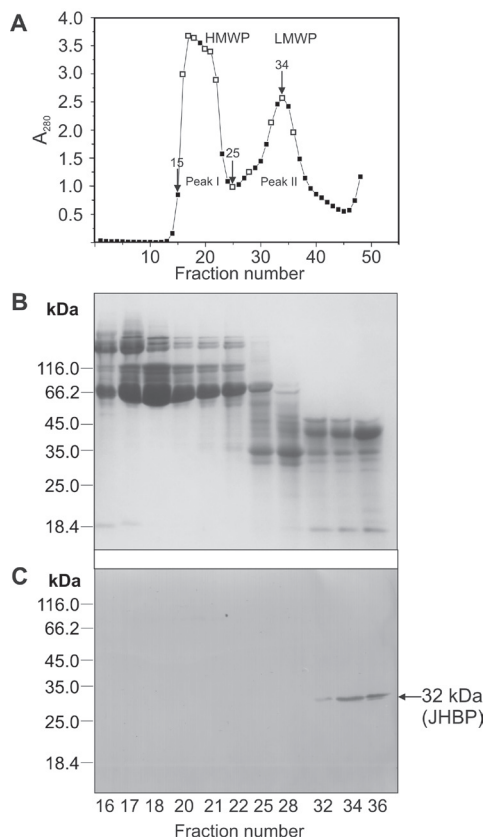 A
HMWP LMWP
4.0
3.5
3.0
2.5
2.0
1.5
1.0
0.5
A280
15
25
34
Peak I Peak II
10 20 30 40 50
Fraction number
B
kDa
116.0
66.2
45.0
35.0
25.0
18.4
C
kDa
116.0
66.2
45.0
35.0
25.0
18.4
32 kDa
(JHBP)
16 17 18 20 21 22 25 28 32 34 36
Fraction number